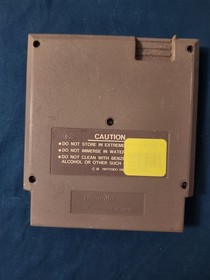 CAUTION
● DO NOT STORE IN EXTREME
● DO NOT IMMERSE IN WATER
● DO NOT CLEAN WITH BENZ
ALCOHOL OR OTHER SUCH
NINTENDO